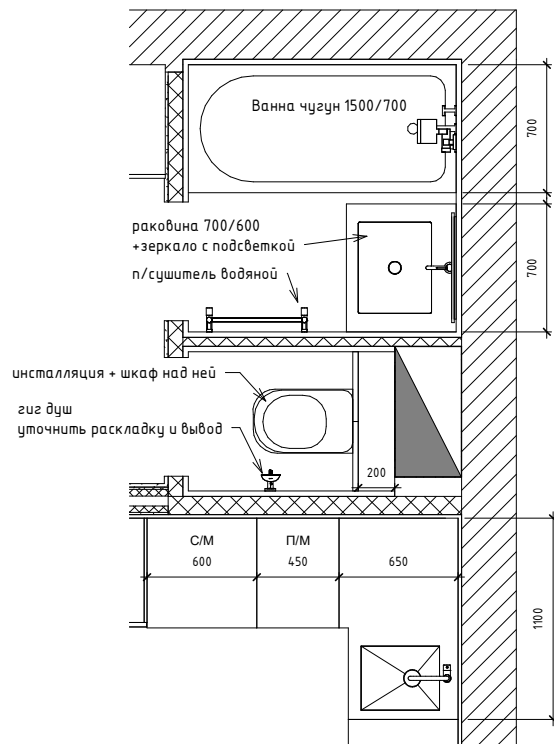 Ванна чугун 1500/700
700
раковина 700/600
+зеркало с подсветкой
700
п/сушитель водяной
инсталляция + шкаф над ней
гиг душ
уточнить раскладку и вывод
200
С/М
600
П/М
450
650
1100